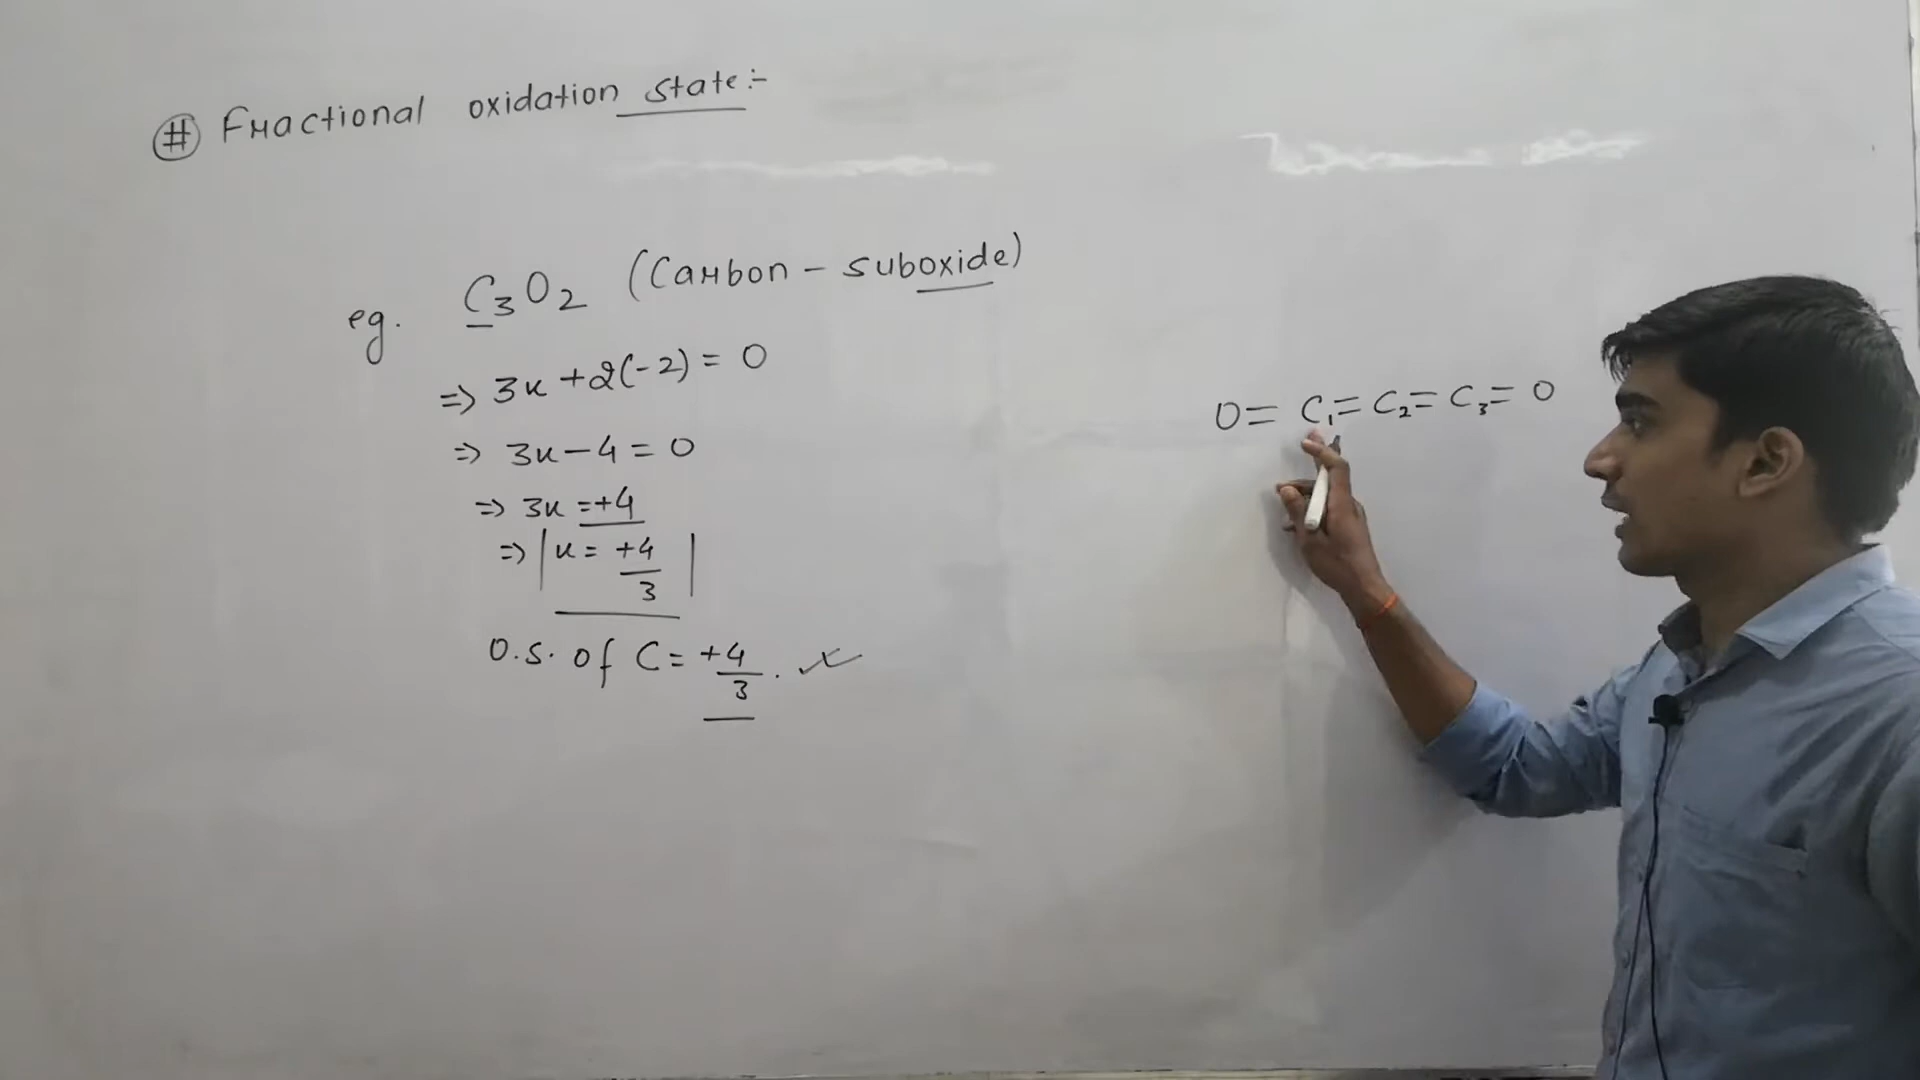 # Fractional oxidation state:-
eg. C₃O₂ (Carbon - suboxide)
=> 3x + 2(-2) = 0
=> 3x - 4 = 0
=> 3x = +4
=> | x = +4/3 |
O.S. of C = +4/3 . ✓
O = C₁ = C₂ = C₃ = O